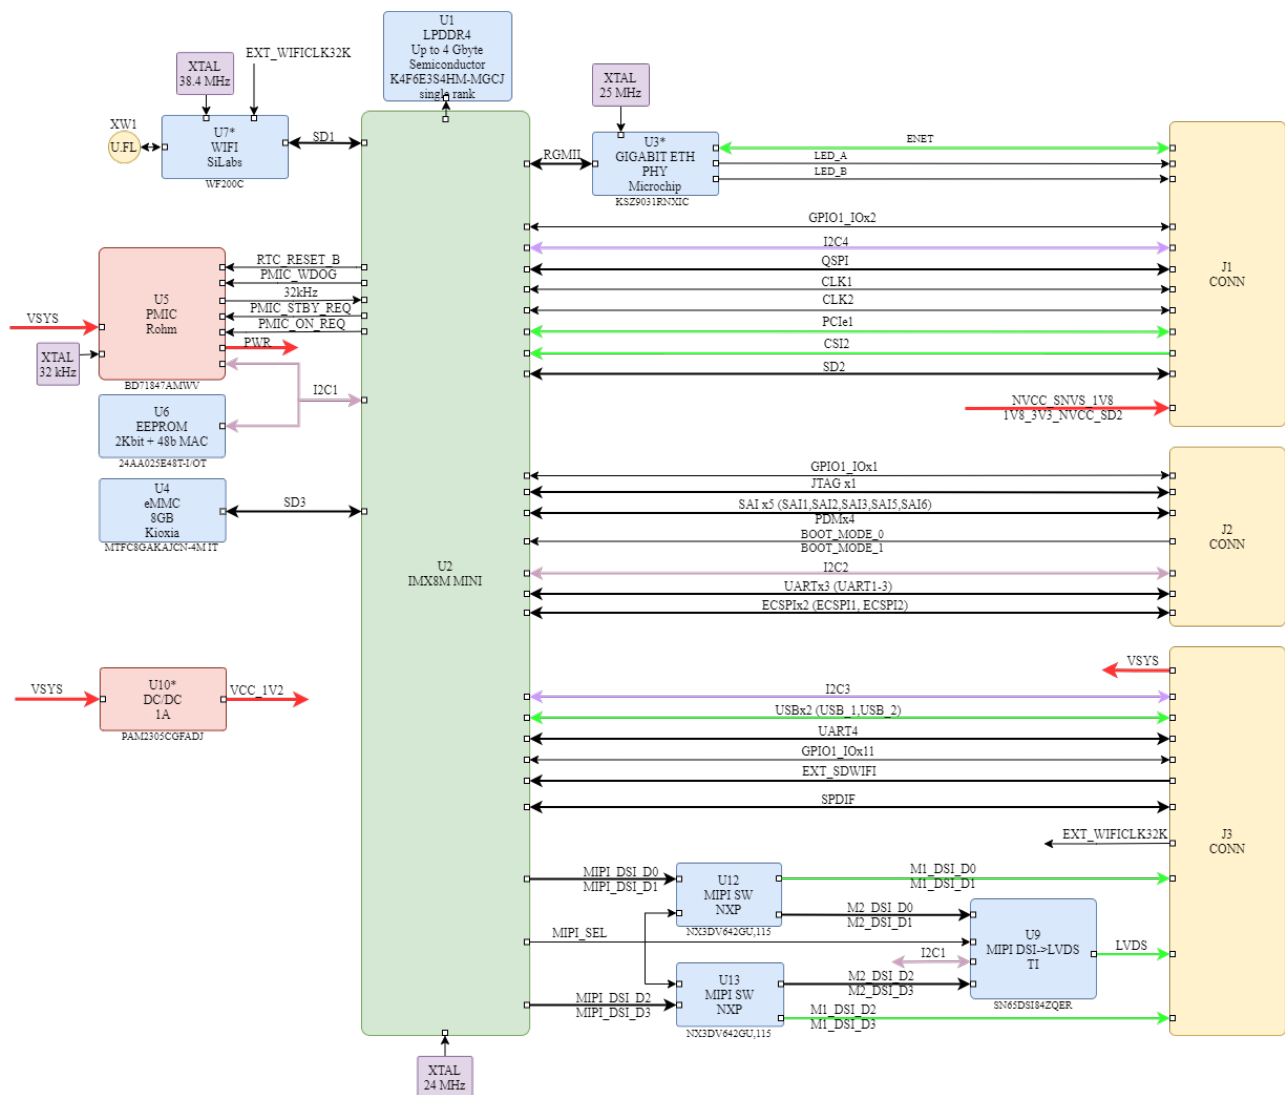 U1
LPDDR4
Up to 4 Gbyte
Semiconductor
K4F6E3S4HM-MGCJ
single rank
XTAL
38.4 MHz
EXT_WIFICLK32K
XW1
U.FL
U7*
WIFI
SiLabs
WF200C
SD1
XTAL
25 MHz
RGMII
U3*
GIGABIT ETH
PHY
Microchip
KSZ9031RNXIC
ENET
LED_A
LED_B
GPIO1_IOx2
I2C4
QSPI
CLK1
CLK2
PCIe1
CSI2
SD2
NVCC_SNVS_1V8
1V8_3V3_NVCC_SD2
J1
CONN
VSYS
XTAL
32 kHz
U5
PMIC
Rohm
BD71847AMWV
RTC_RESET_B
PMIC_WDOG
32kHz
PMIC_STBY_REQ
PMIC_ON_REQ
PWR
I2C1
U6
EEPROM
2Kbit + 48b MAC
24AA025E48T-I/OT
U4
eMMC
8GB
Kioxia
MTFC8GAKAJCN-4M IT
SD3
U2
IMX8M MINI
GPIO1_IOx1
JTAG x1
SAI x5 (SAI1,SAI2,SAI3,SAI5,SAI6)
PDMx4
BOOT_MODE_0
BOOT_MODE_1
I2C2
UARTx3 (UART1-3)
ECSPIx2 (ECSPI1, ECSPI2)
J2
CONN
VSYS
U10*
DC/DC
1A
PAM2305CGFADJ
VCC_1V2
VSYS
I2C3
USBx2 (USB_1,USB_2)
UART4
GPIO1_IOx11
EXT_SDWIFI
SPDIF
EXT_WIFICLK32K
J3
CONN
MIPI_DSI_D0
MIPI_DSI_D1
U12
MIPI SW
NXP
NX3DV642GU,115
M1_DSI_D0
M1_DSI_D1
M2_DSI_D0
M2_DSI_D1
MIPI_SEL
I2C1
U9
MIPI DSI->LVDS
TI
SN65DSI84ZQER
LVDS
MIPI_DSI_D2
MIPI_DSI_D3
U13
MIPI SW
NXP
NX3DV642GU,115
M2_DSI_D2
M2_DSI_D3
M1_DSI_D2
M1_DSI_D3
XTAL
24 MHz